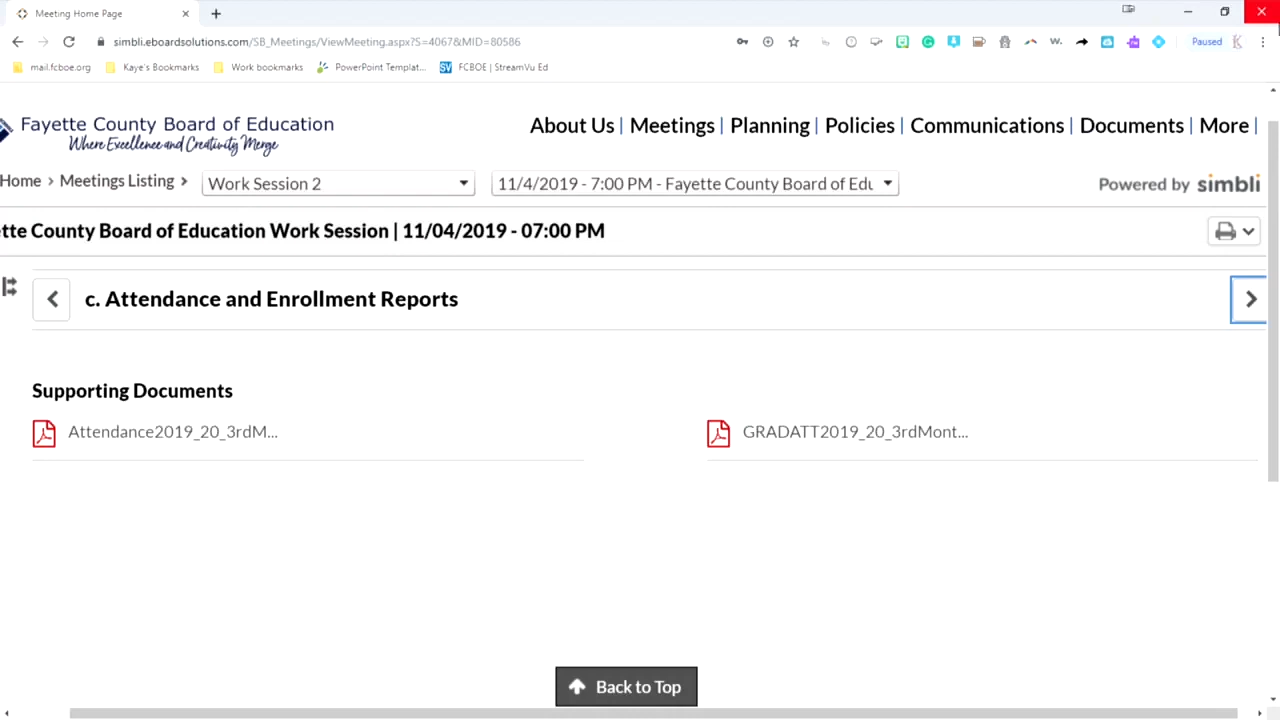 Meeting Home Page
simbli.eboardsolutions.com/SB_Meetings/ViewMeeting.aspx?S=4067&MID=80586
Paused
mail.fcboe.org
Kaye's Bookmarks
Work bookmarks
PowerPoint Templat...
FCBOE | StreamVu Ed
Fayette County Board of Education
Where Excellence and Creativity Merge
About Us | Meetings | Planning | Policies | Communications | Documents | More |
Home > Meetings Listing >
Work Session 2
11/4/2019 - 7:00 PM - Fayette County Board of Edu
Powered by simbli
tte County Board of Education Work Session | 11/04/2019 - 07:00 PM
c. Attendance and Enrollment Reports
Supporting Documents
Attendance2019_20_3rdM...
GRADATT2019_20_3rdMont...
Back to Top